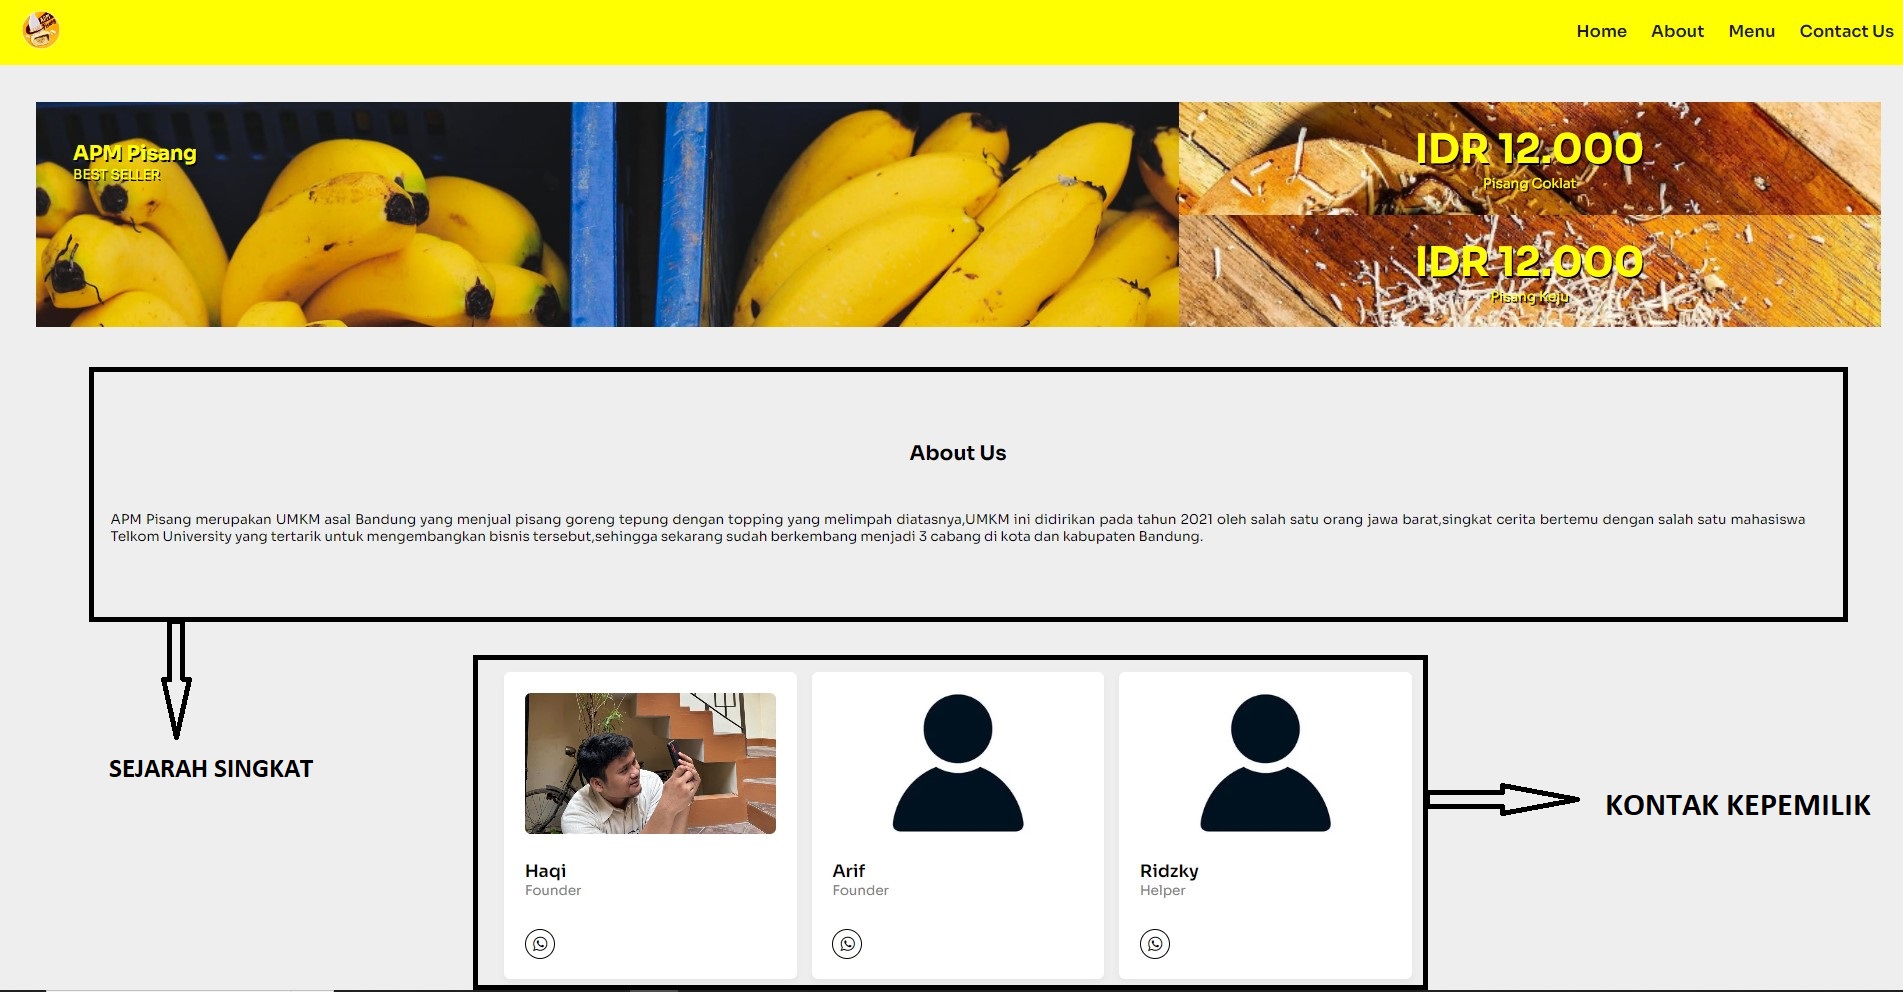 Home About Menu Contact Us
APM Pisang
BEST SELLER
IDR 12.000
Pisang Coklat
IDR 12.000
Pisang Keju
About Us
APM Pisang merupakan UMKM asal Bandung yang menjual pisang goreng tepung dengan topping yang melimpah diatasnya,UMKM ini didirikan pada tahun 2021 oleh salah satu orang jawa barat,singkat cerita bertemu dengan salah satu mahasiswa
Telkom University yang tertarik untuk mengembangkan bisnis tersebut,sehingga sekarang sudah berkembang menjadi 3 cabang di kota dan kabupaten Bandung.
SEJARAH SINGKAT
KONTAK KEPEMILIK
Haqi
Founder
Arif
Founder
Ridzky
Helper